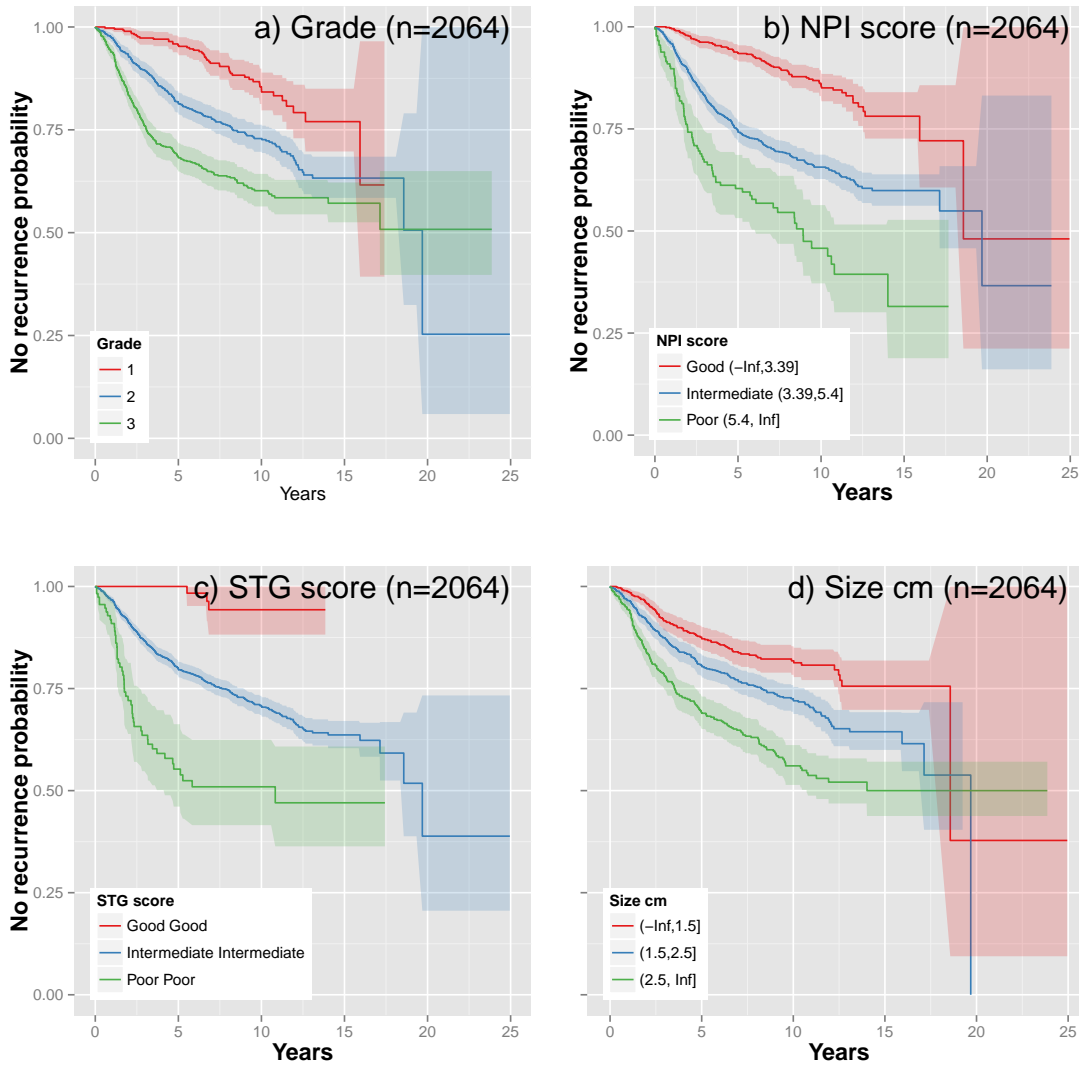 a) Grade (n=2064)
No recurrence probability
1.00
0.75
0.50
0.25
0.00
Grade
1
2
3
0 5 10 15 20 25
Years
b) NPI score (n=2064)
No recurrence probability
1.00
0.75
0.50
0.25
0.00
NPI score
Good (−Inf,3.39]
Intermediate (3.39,5.4]
Poor (5.4, Inf]
0 5 10 15 20 25
Years
c) STG score (n=2064)
No recurrence probability
1.00
0.75
0.50
0.25
0.00
STG score
Good Good
Intermediate Intermediate
Poor Poor
0 5 10 15 20 25
Years
d) Size cm (n=2064)
Size cm
(−Inf,1.5]
(1.5,2.5]
(2.5, Inf]
0 5 10 15 20 25
Years